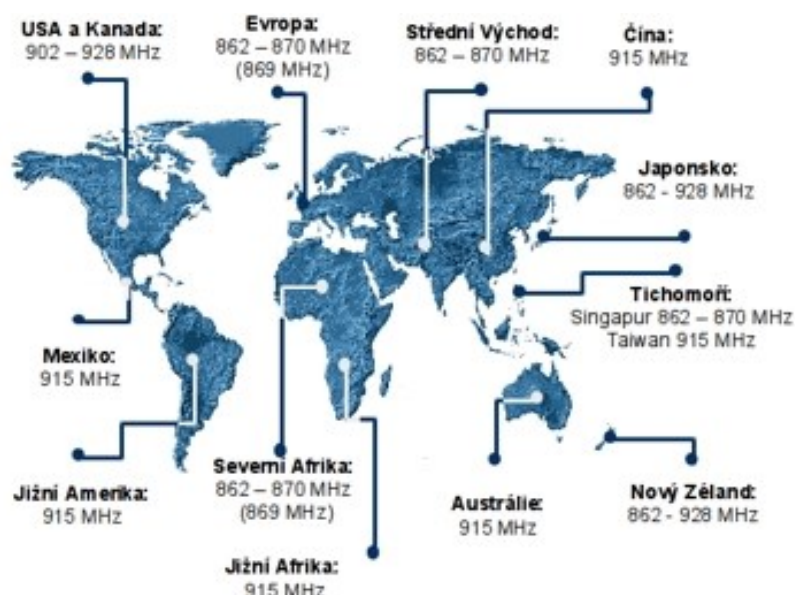 USA a Kanada:
902 – 928 MHz
Evropa:
862 – 870 MHz
(869 MHz)
Střední Východ:
862 – 870 MHz
Čína:
915 MHz
Japonsko:
862 - 928 MHz
Tichomoří:
Singapur 862 – 870 MHz
Taiwan 915 MHz
Mexiko:
915 MHz
Jižní Amerika:
915 MHz
Severní Afrika:
862 – 870 MHz
(869 MHz)
Austrálie:
915 MHz
Nový Zéland:
862 - 928 MHz
Jižní Afrika:
915 MHz